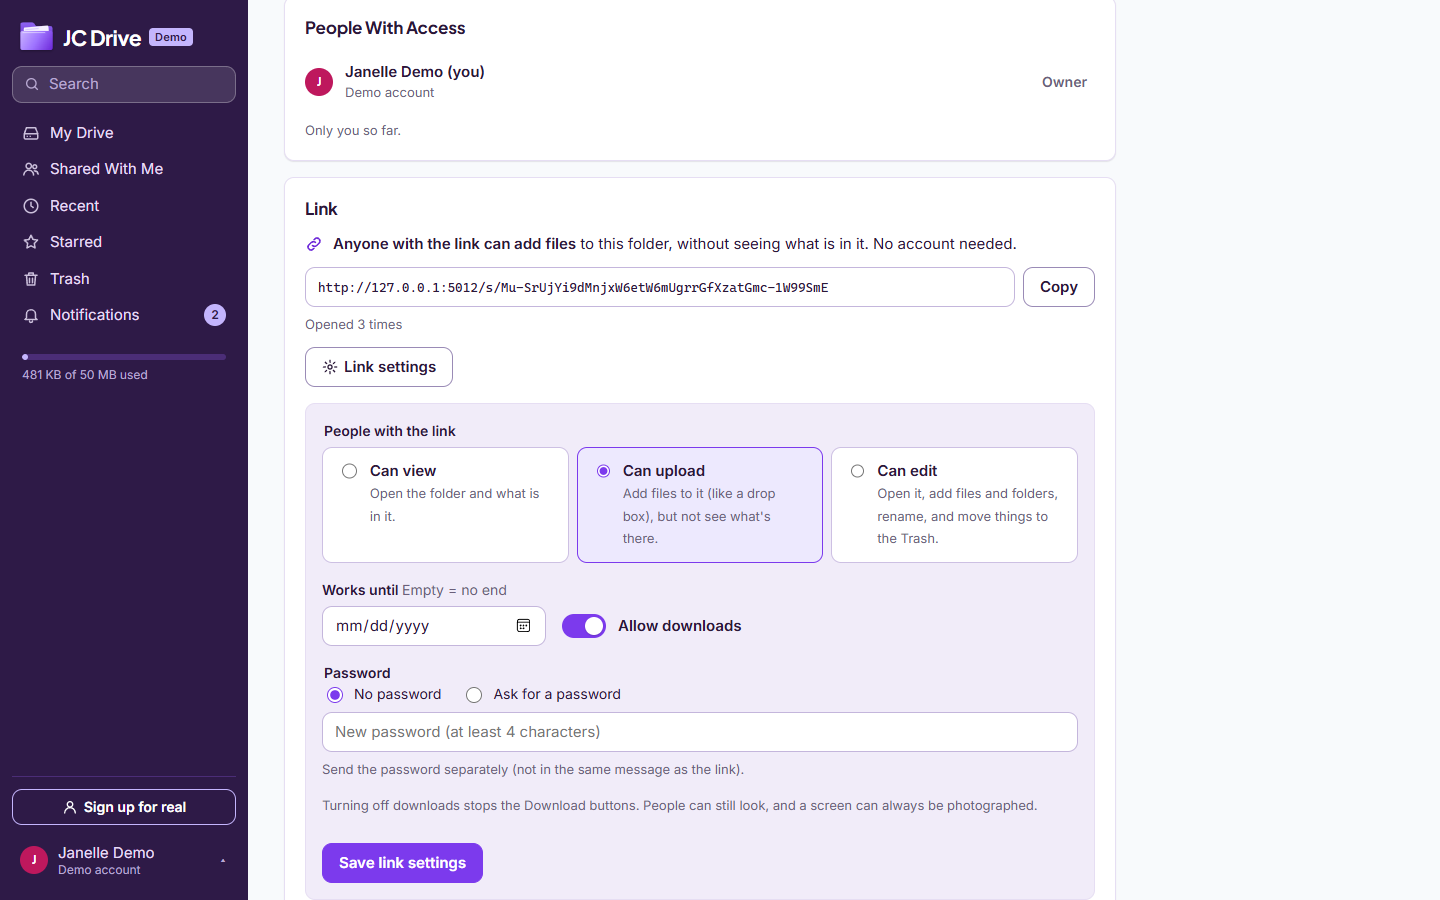 JC Drive Demo
Search
My Drive
Shared With Me
Recent
Starred
Trash
Notifications 2
481 KB of 50 MB used
Sign up for real
J
Janelle Demo
Demo account
People With Access
J
Janelle Demo (you)
Demo account
Owner
Only you so far.
Link
Anyone with the link can add files to this folder, without seeing what is in it. No account needed.
http://127.0.0.1:5012/s/Mu-SrUjYi9dMnjxW6etW6mUgrrGfXzatGmc-1W99SmE
Copy
Opened 3 times
Link settings
People with the link
Can view
Open the folder and what is
in it.
Can upload
Add files to it (like a drop
box), but not see what's
there.
Can edit
Open it, add files and folders,
rename, and move things to
the Trash.
Works until Empty = no end
mm/dd/yyyy
Allow downloads
Password
No password
Ask for a password
New password (at least 4 characters)
Send the password separately (not in the same message as the link).
Turning off downloads stops the Download buttons. People can still look, and a screen can always be photographed.
Save link settings